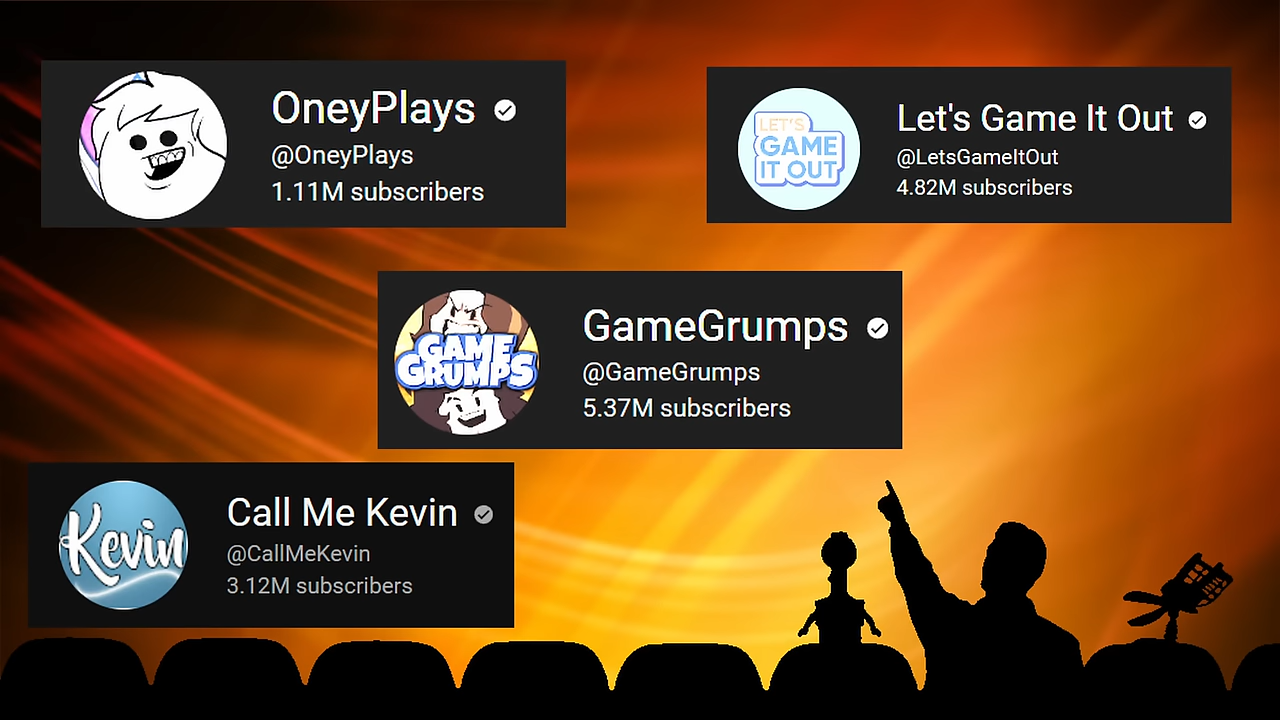 OneyPlays
@OneyPlays
1.11M subscribers
LET'S
GAME
IT OUT
Let's Game It Out
@LetsGameItOut
4.82M subscribers
GAME
GRUMPS
GameGrumps
@GameGrumps
5.37M subscribers
Kevin
Call Me Kevin
@CallMeKevin
3.12M subscribers